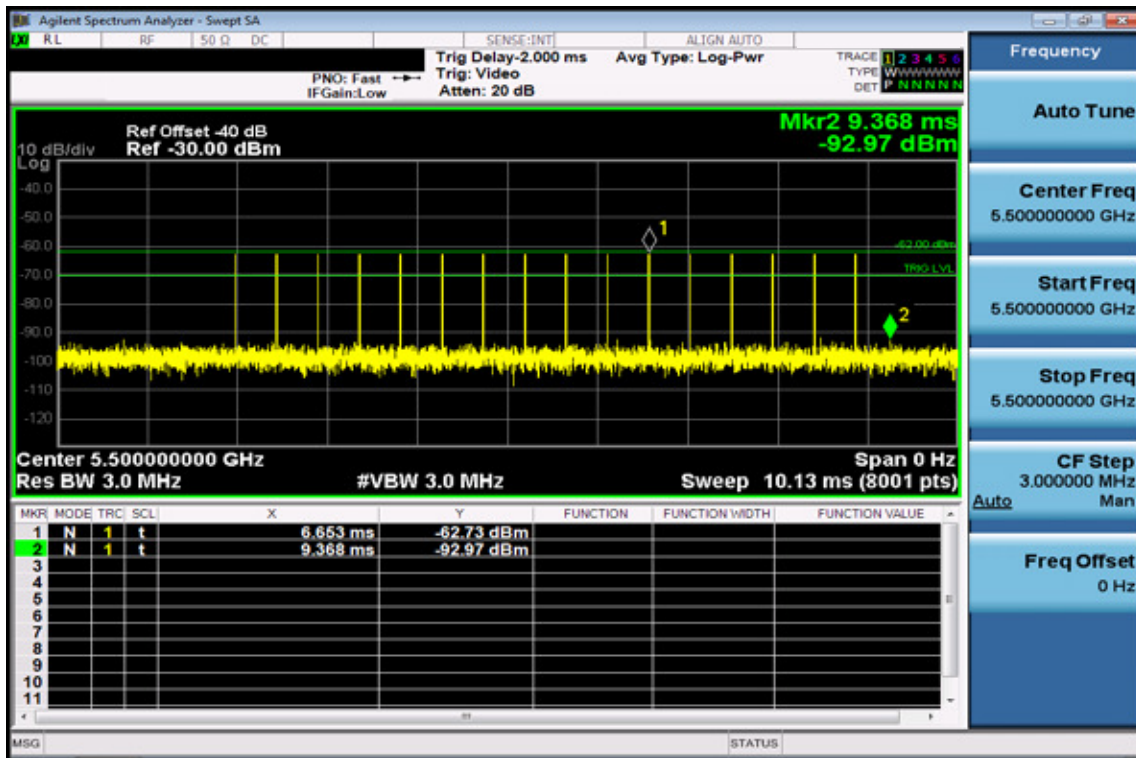 Agilent Spectrum Analyzer - Swept SA
LXI RL RF 50 Ω DC SENSE:INT ALIGN AUTO
Trig Delay-2.000 ms Avg Type: Log-Pwr TRACE 1 2 3 4 5 6
PNO: Fast Trig: Video TYPE WWWWWW
IFGain:Low Atten: 20 dB DET P N N N N N
Mkr2 9.368 ms
Ref Offset -40 dB
10 dB/div Ref -30.00 dBm -92.97 dBm
Log
-40.0
-50.0
1
-60.0
-62.00 dBm
TRIG LVL
-70.0
-80.0
2
-90.0
-100
-110
-120
Center 5.500000000 GHz Span 0 Hz
Res BW 3.0 MHz #VBW 3.0 MHz Sweep 10.13 ms (8001 pts)
MKR MODE TRC SCL X Y FUNCTION FUNCTION WIDTH FUNCTION VALUE
1 N 1 t 6.653 ms -62.73 dBm
2 N 1 t 9.368 ms -92.97 dBm
3
4
5
6
7
8
9
10
11
MSG STATUS
Frequency
Auto Tune
Center Freq
5.500000000 GHz
Start Freq
5.500000000 GHz
Stop Freq
5.500000000 GHz
CF Step
3.000000 MHz
Auto Man
Freq Offset
0 Hz